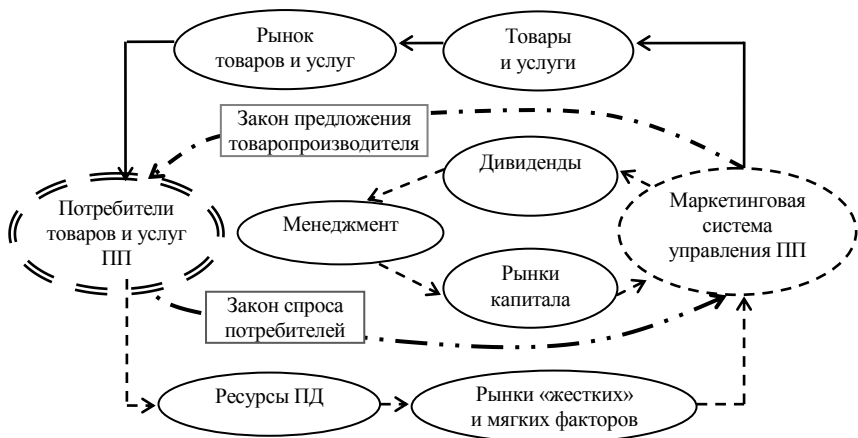 Рынок
товаров и услуг
Товары
и услуги
Закон предложения
товаропроизводителя
Дивиденды
Потребители
товаров и услуг
ПП
Менеджмент
Маркетинговая
система
управления ПП
Рынки
капитала
Закон спроса
потребителей
Ресурсы ПД
Рынки «жестких»
и мягких факторов